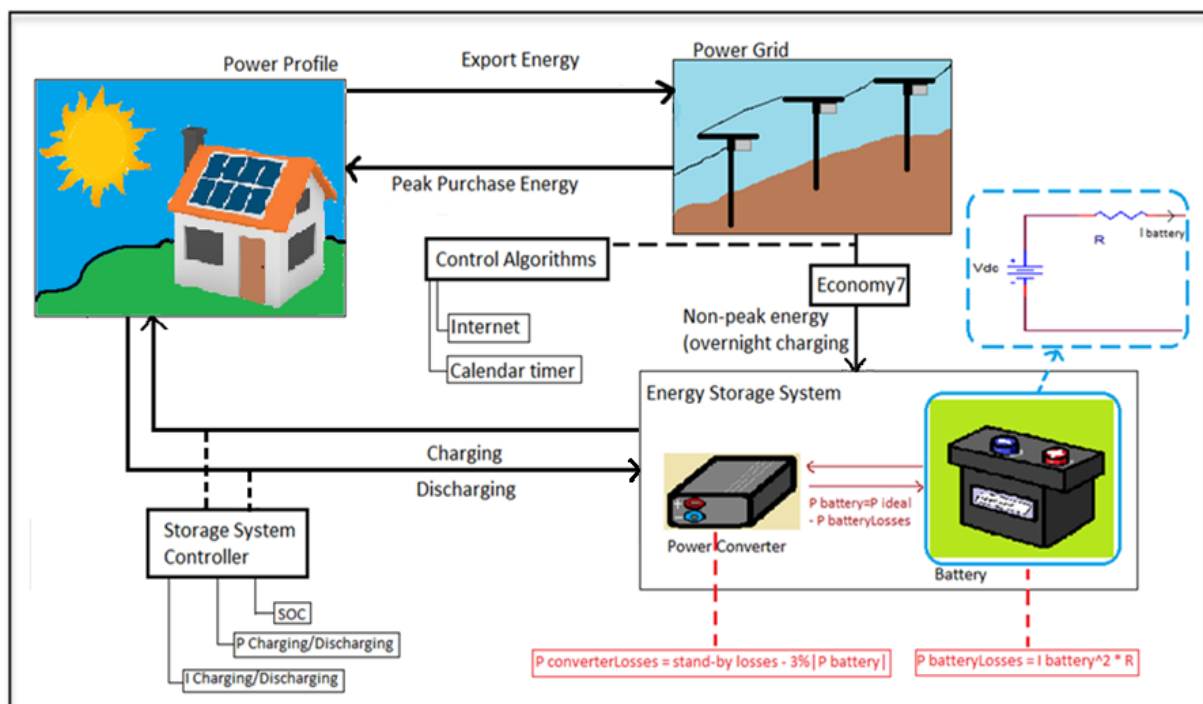 Power Profile
Export Energy
Power Grid
Peak Purchase Energy
Control Algorithms
Internet
Calendar timer
Economy7
Non-peak energy
(overnight charging
Vdc
+
-
R
I battery
Energy Storage System
Charging
Discharging
Storage System
Controller
SOC
P Charging/Discharging
I Charging/Discharging
+
-
Power Converter
P battery=P ideal
- P batteryLosses
Battery
P converterLosses = stand-by losses - 3%|P battery|
P batteryLosses = I battery^2 * R